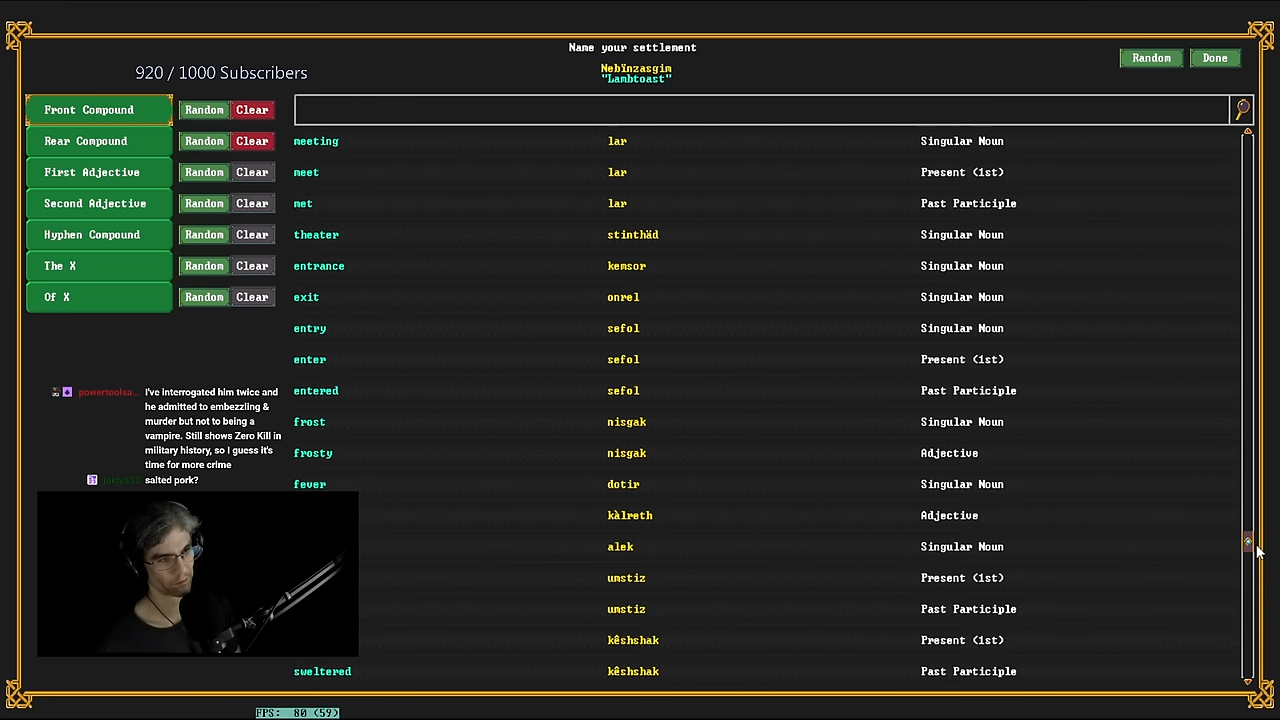 Name your settlement
Nebïnzasgim
"Lambtoast"
Random Done
920 / 1000 Subscribers
Front Compound Random Clear
Rear Compound Random Clear meeting lar Singular Noun
First Adjective Random Clear meet lar Present (1st)
Second Adjective Random Clear met lar Past Participle
Hyphen Compound Random Clear theater stinthäd Singular Noun
The X Random Clear entrance kemsor Singular Noun
Of X Random Clear exit onrel Singular Noun
entry sefol Singular Noun
enter sefol Present (1st)
entered sefol Past Participle
frost nisgak Singular Noun
frosty nisgak Adjective
fever dotir Singular Noun
kàlreth Adjective
alek Singular Noun
umstiz Present (1st)
umstiz Past Participle
kêshshak Present (1st)
sweltered kêshshak Past Participle
powertoolsa... I've interrogated him twice and
he admitted to embezzling &
murder but not to being a
vampire. Still shows Zero Kill in
military history, so I guess it's
time for more crime
salted pork?
FPS: 80 (59)